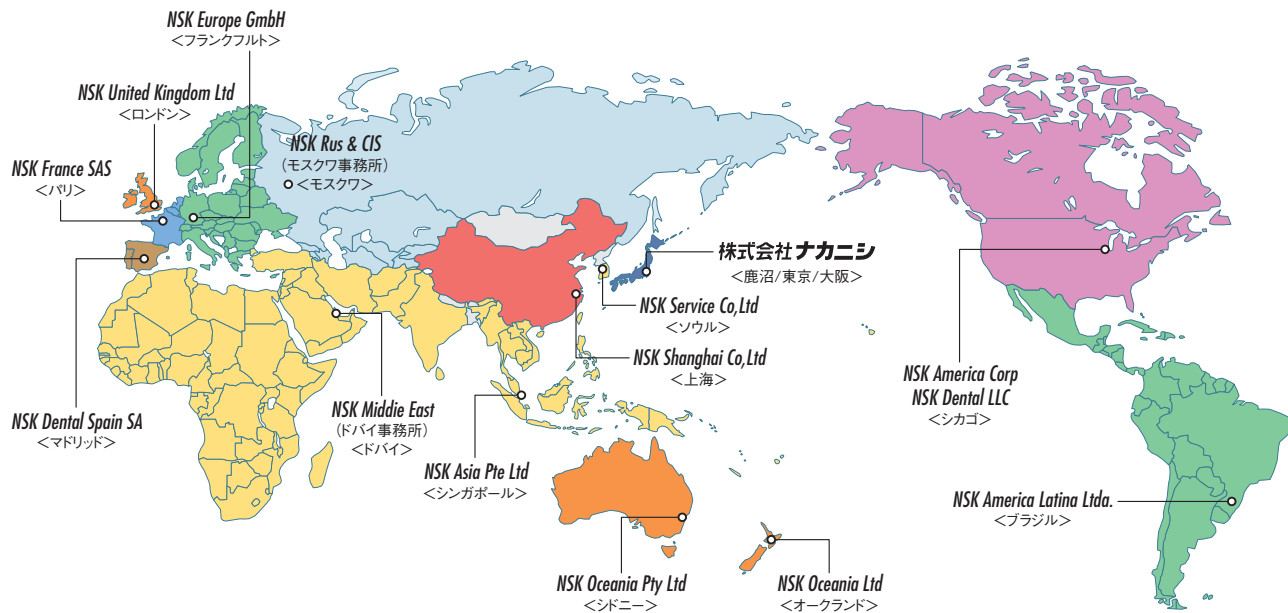 NSK Europe GmbH
<フランクフルト>
NSK United Kingdom Ltd
<ロンドン>
NSK France SAS
<パリ>
NSK Rus & CIS
(モスクワ事務所)
<モスクワ>
株式会社ナカニシ
<鹿沼/東京/大阪>
NSK Service Co,Ltd
<ソウル>
NSK Shanghai Co,Ltd
<上海>
NSK America Corp
NSK Dental LLC
<シカゴ>
NSK Dental Spain SA
<マドリッド>
NSK Middie East
(ドバイ事務所)
<ドバイ>
NSK Asia Pte Ltd
<シンガポール>
NSK America Latina Ltda.
<ブラジル>
NSK Oceania Pty Ltd
<シドニー>
NSK Oceania Ltd
<オークランド>